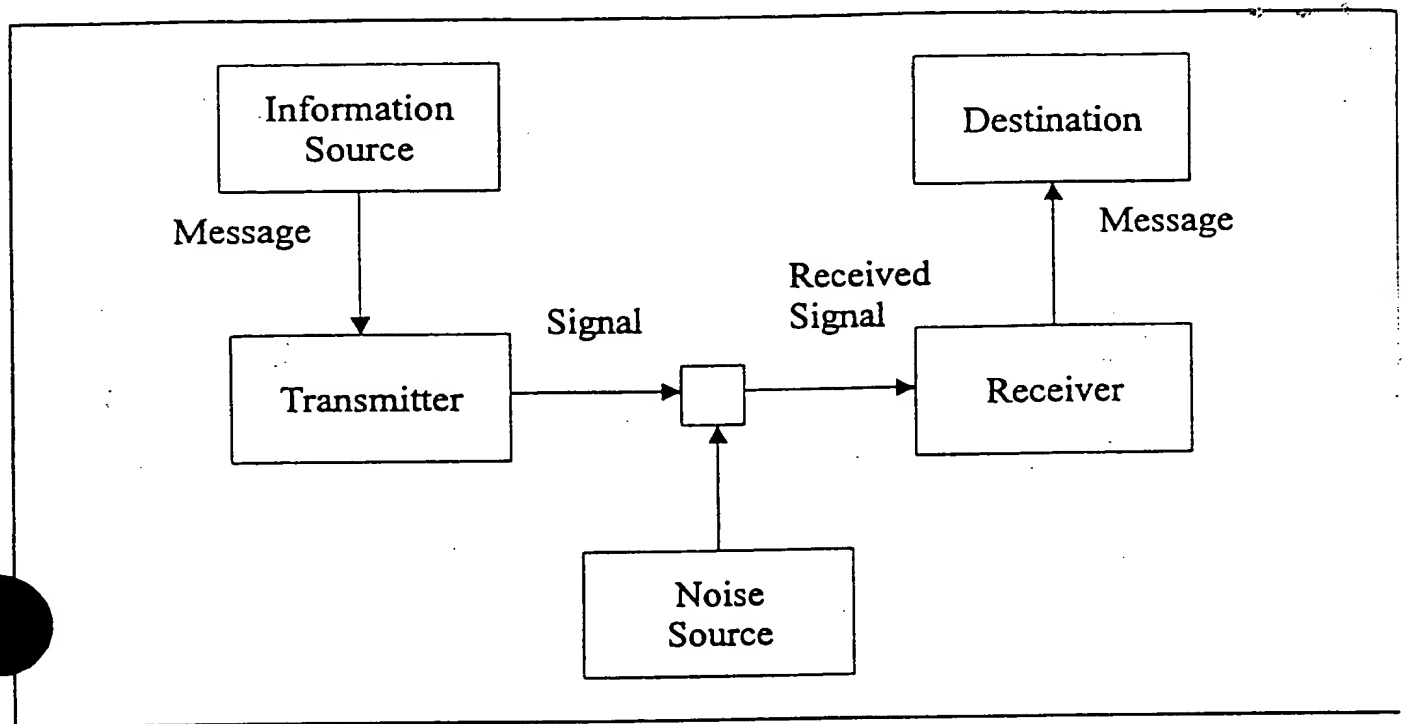 Information
Source
Message
Transmitter
Signal
Noise
Source
Received
Signal
Receiver
Message
Destination